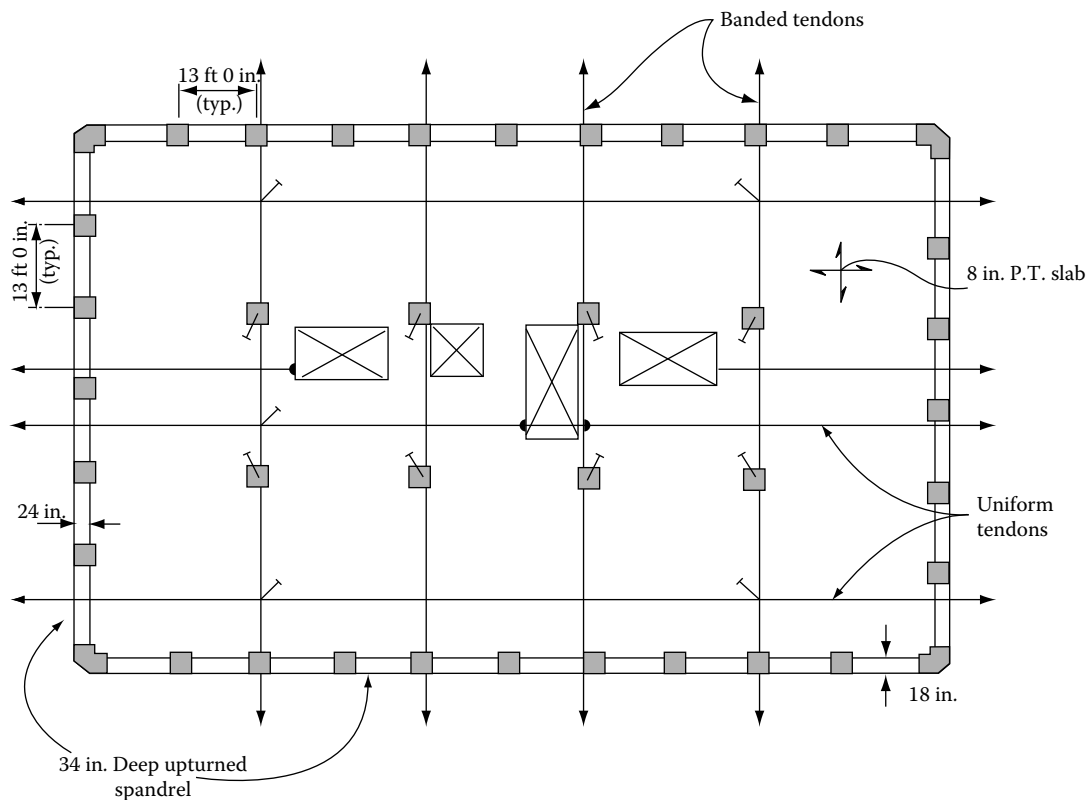 Banded tendons
13 ft 0 in.
(typ.)
13 ft 0 in.
(typ.)
8 in. P.T. slab
24 in.
Uniform
tendons
18 in.
34 in. Deep upturned
spandrel